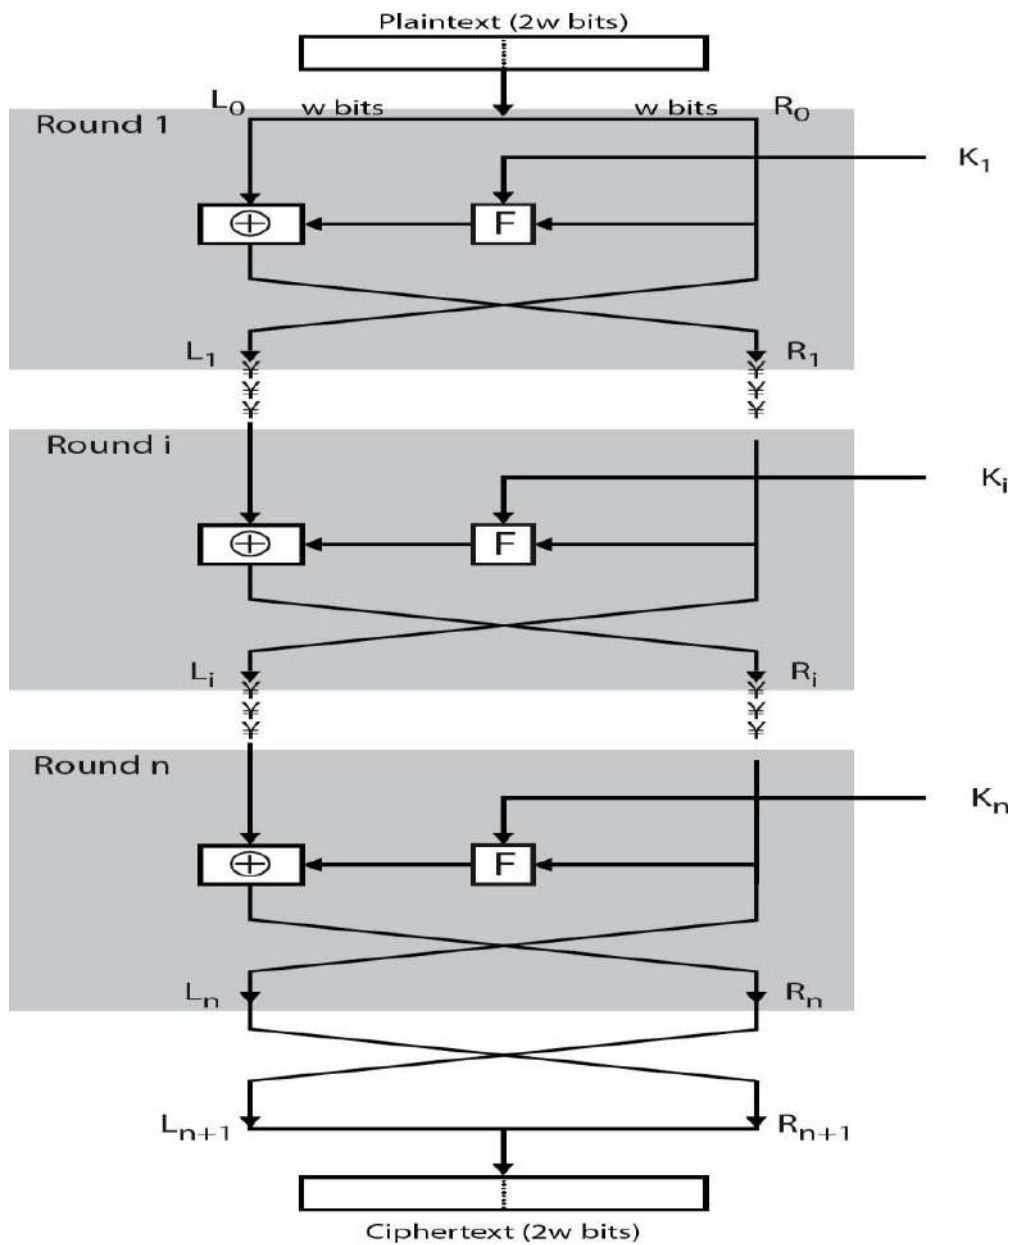 Plaintext (2w bits)
L0 w bits w bits R0
Round 1
K1
⊕ F
L1 R1
¥ ¥
¥ ¥
¥ ¥
Round i
Ki
⊕ F
Li Ri
¥ ¥
¥ ¥
¥ ¥
Round n
Kn
⊕ F
Ln Rn
Ln+1 Rn+1
Ciphertext (2w bits)